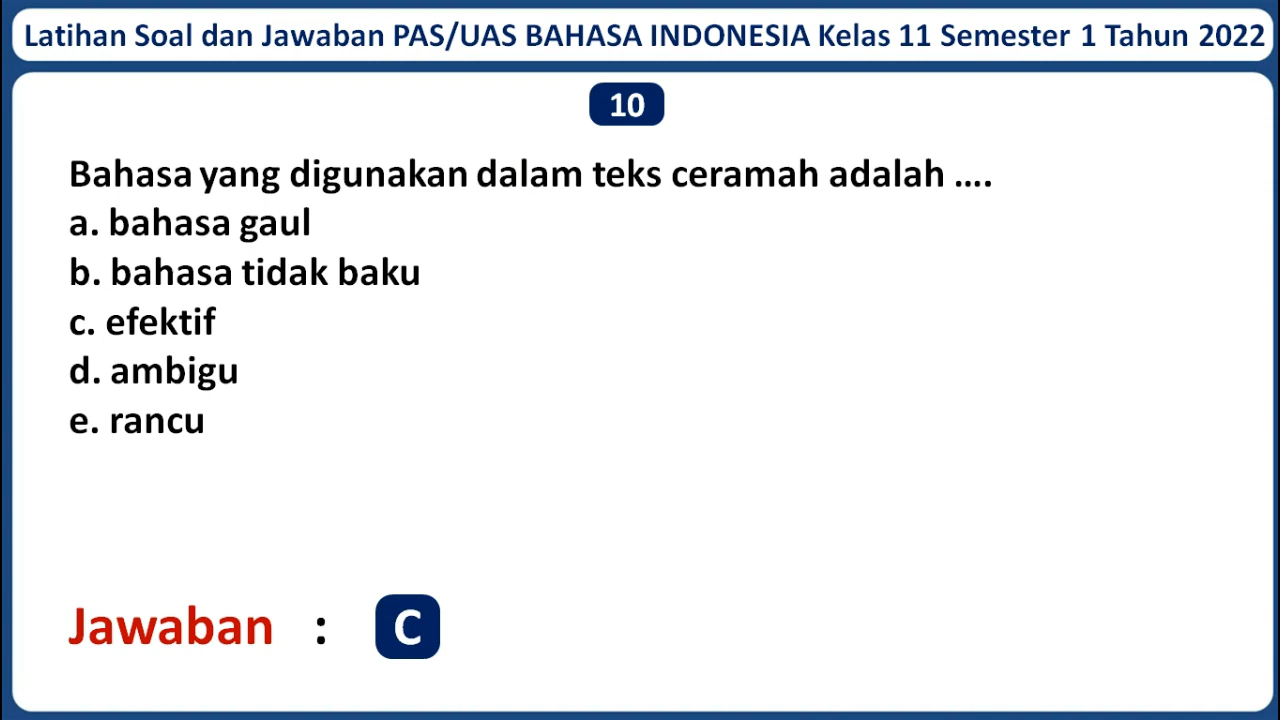 Latihan Soal dan Jawaban PAS/UAS BAHASA INDONESIA Kelas 11 Semester 1 Tahun 2022
10
Bahasa yang digunakan dalam teks ceramah adalah ....
a. bahasa gaul
b. bahasa tidak baku
c. efektif
d. ambigu
e. rancu
Jawaban : C